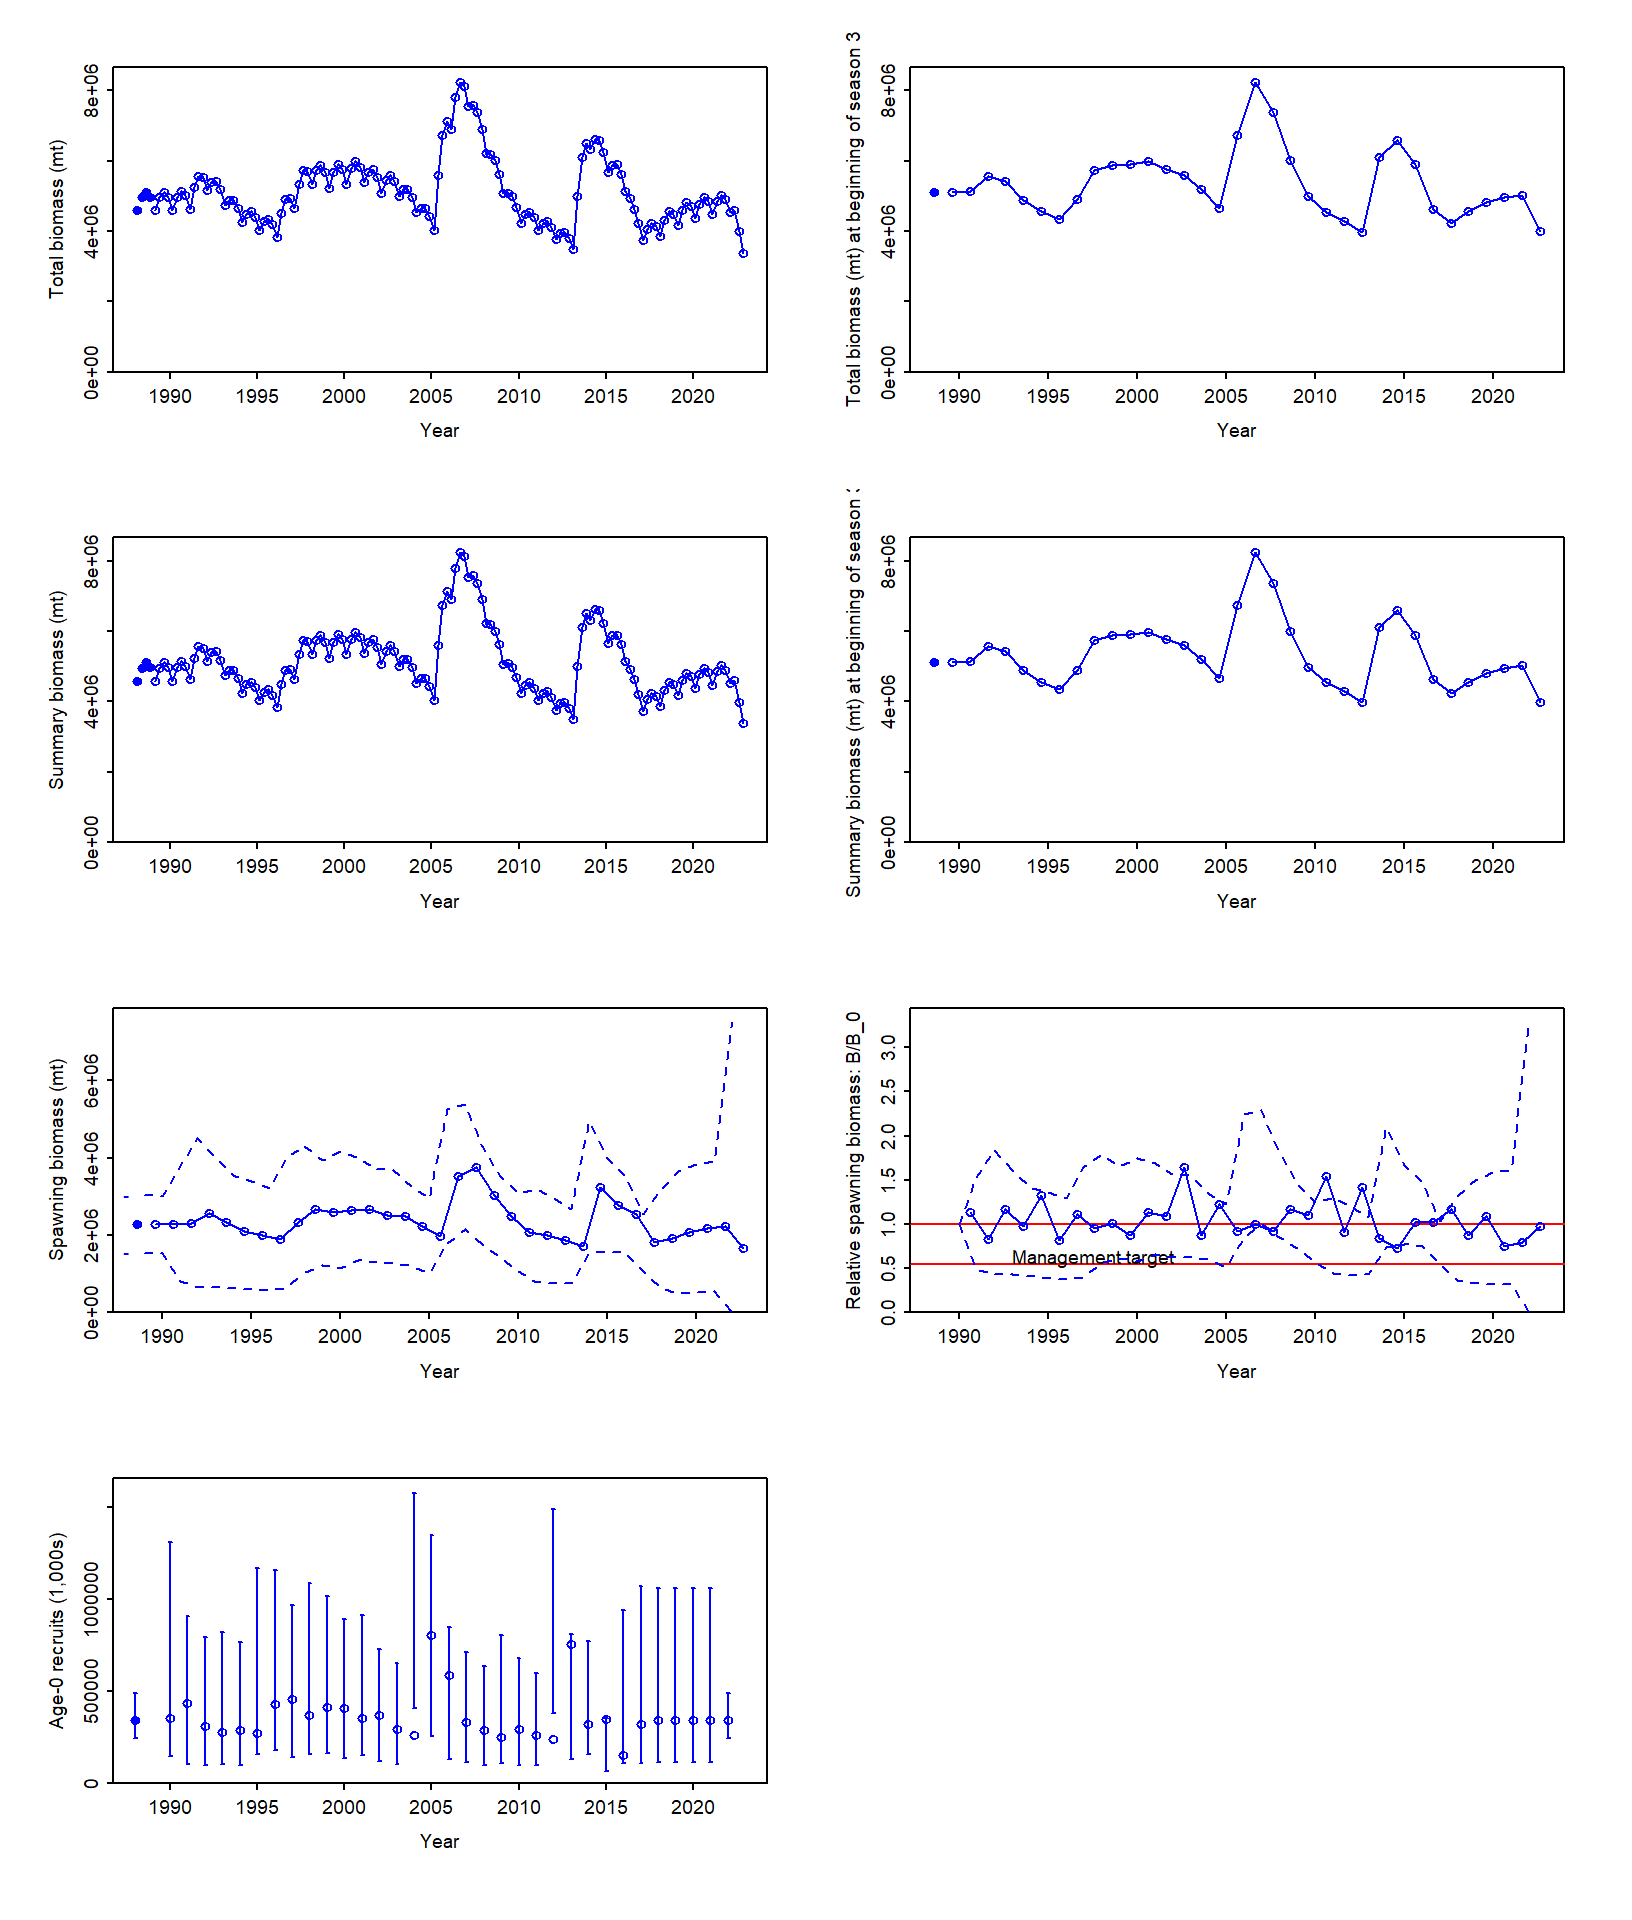 Total biomass (mt)
8e+06
4e+06
0e+00
1990 1995 2000 2005 2010 2015 2020
Year
Total biomass (mt) at beginning of season 3
8e+06
4e+06
0e+00
1990 1995 2000 2005 2010 2015 2020
Year
Summary biomass (mt)
8e+06
4e+06
0e+00
1990 1995 2000 2005 2010 2015 2020
Year
Summary biomass (mt) at beginning of season
8e+06
4e+06
0e+00
1990 1995 2000 2005 2010 2015 2020
Year
Spawning biomass (mt)
6e+06
4e+06
2e+06
0e+00
1990 1995 2000 2005 2010 2015 2020
Year
Relative spawning biomass: B/B_0
3.0
2.5
2.0
1.5
1.0
0.5
0.0
Management target
1990 1995 2000 2005 2010 2015 2020
Year
Age-0 recruits (1,000s)
1000000
500000
0
1990 1995 2000 2005 2010 2015 2020
Year